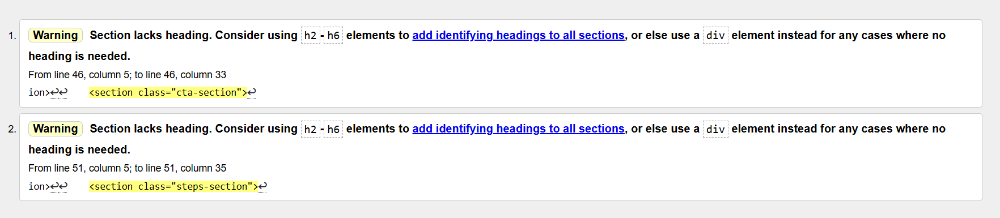 1. Warning Section lacks heading. Consider using h2-h6 elements to add identifying headings to all sections, or else use a div element instead for any cases where no
heading is needed.
From line 46, column 5; to line 46, column 33
ion>↩↩    <section class="cta-section">↩
2. Warning Section lacks heading. Consider using h2-h6 elements to add identifying headings to all sections, or else use a div element instead for any cases where no
heading is needed.
From line 51, column 5; to line 51, column 35
ion>↩↩    <section class="steps-section">↩